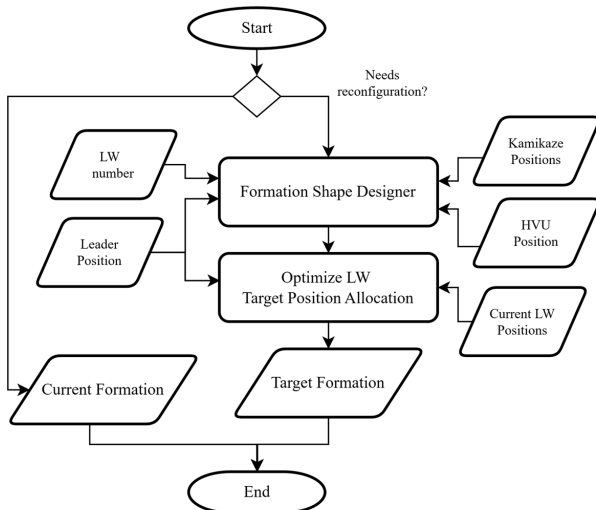 Start
Needs
reconfiguration?
LW
number
Kamikaze
Positions
Formation Shape Designer
Leader
Position
HVU
Position
Optimize LW
Target Position Allocation
Current LW
Positions
Current Formation
Target Formation
End